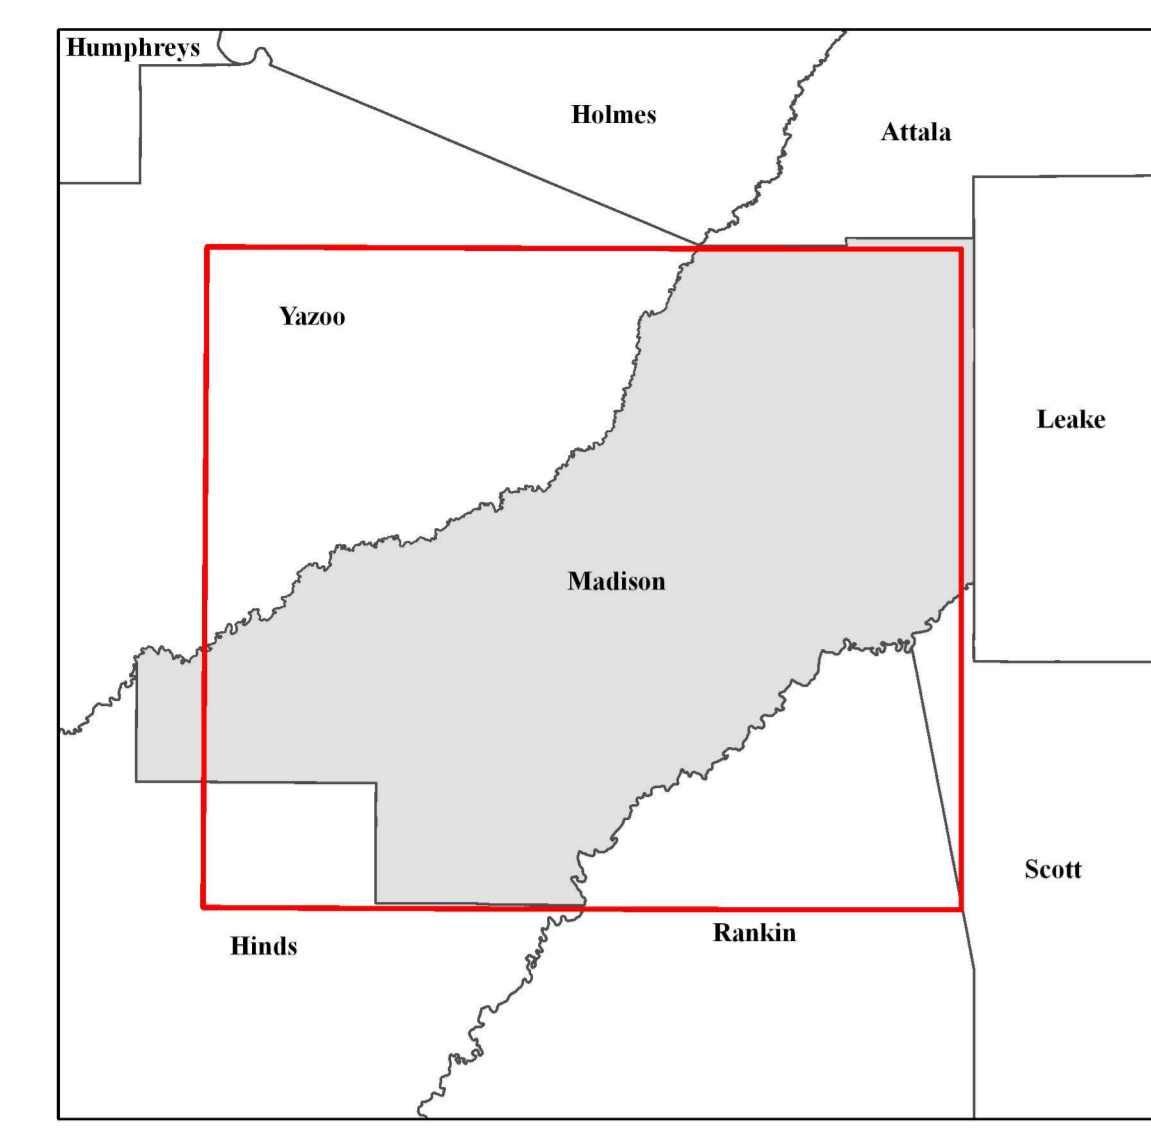 Humphreys
Holmes
Attala
Yazoo
Leake
Madison
Scott
Rankin
Hinds